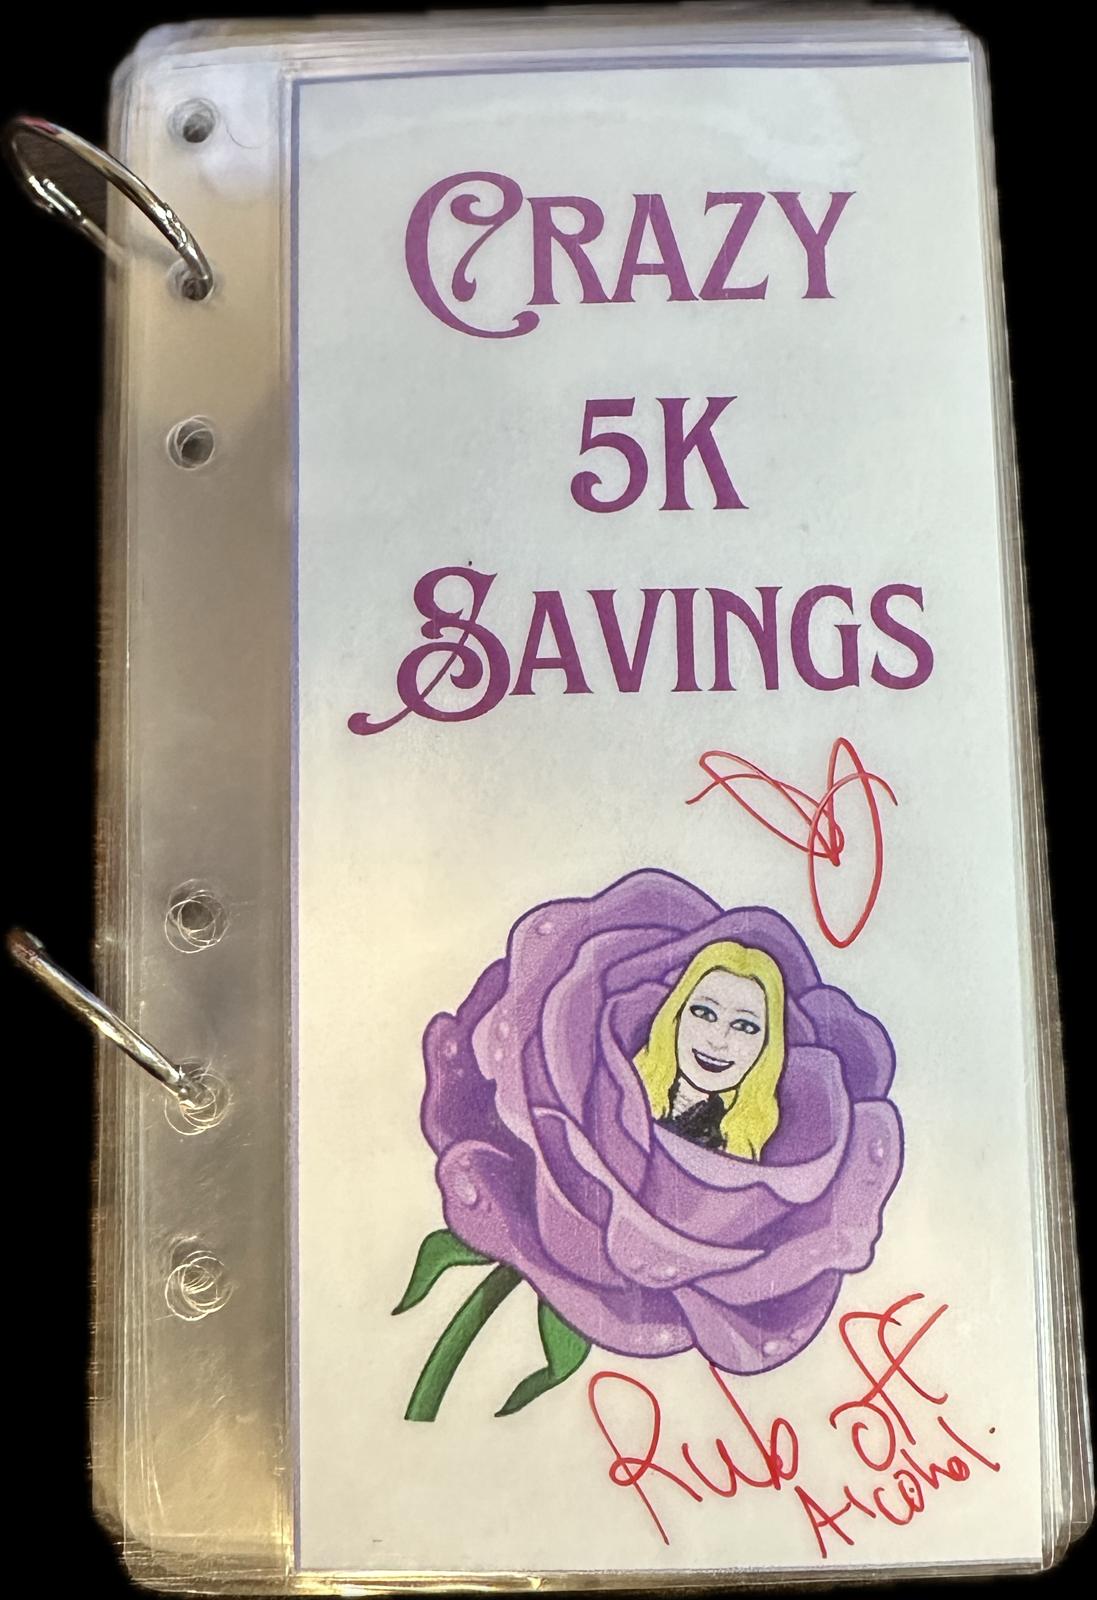 CRAZY
5K
SAVINGS
Rub off
Alcohol.